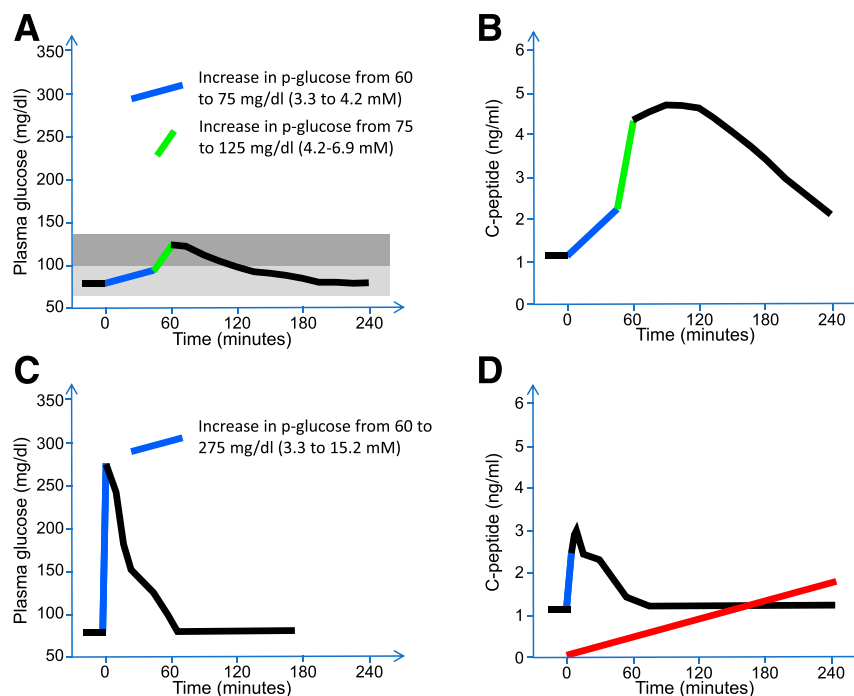 A
Plasma glucose (mg/dl)
350
300
250
200
150
100
50
Increase in p-glucose from 60
to 75 mg/dl (3.3 to 4.2 mM)
Increase in p-glucose from 75
to 125 mg/dl (4.2-6.9 mM)
0 60 120 180 240
Time (minutes)
B
C-peptide (ng/ml)
6
5
4
3
2
1
0
0 60 120 180 240
Time (minutes)
C
Plasma glucose (mg/dl)
350
300
250
200
150
100
50
Increase in p-glucose from 60 to
275 mg/dl (3.3 to 15.2 mM)
0 60 120 180 240
Time (minutes)
D
C-peptide (ng/ml)
6
5
4
3
2
1
0
0 60 120 180 240
Time (minutes)